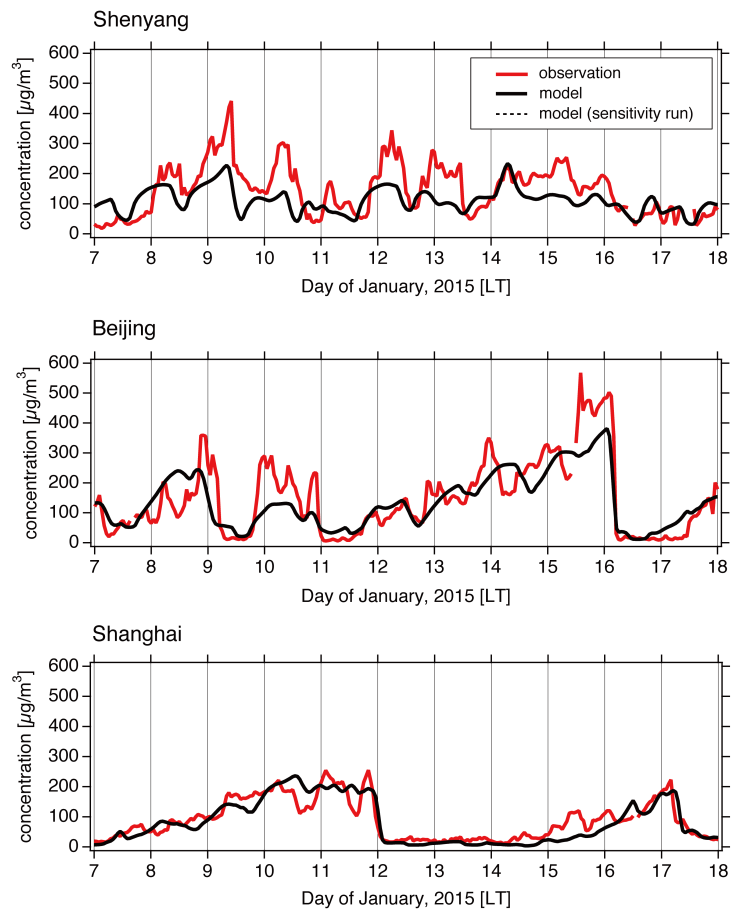 Shenyang
concentration [µg/m3]
600
500
400
300
200
100
0
observation
model
model (sensitivity run)
7 8 9 10 11 12 13 14 15 16 17 18
Day of January, 2015 [LT]
Beijing
concentration [µg/m3]
600
500
400
300
200
100
0
7 8 9 10 11 12 13 14 15 16 17 18
Day of January, 2015 [LT]
Shanghai
concentration [µg/m3]
600
500
400
300
200
100
0
7 8 9 10 11 12 13 14 15 16 17 18
Day of January, 2015 [LT]